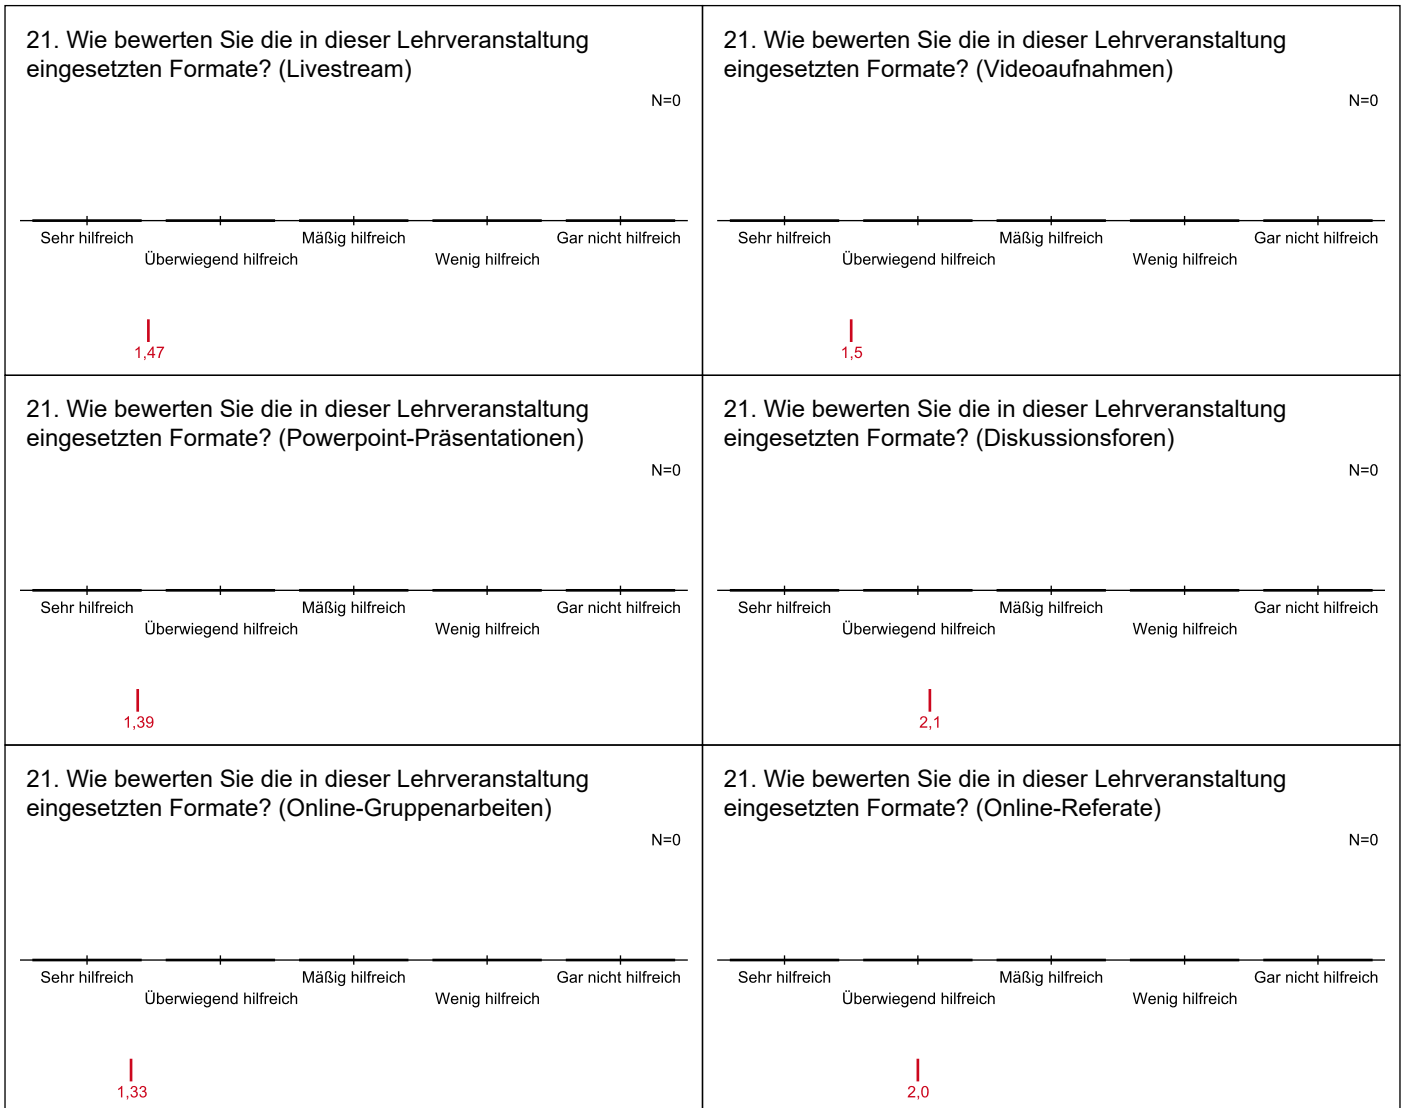 21. Wie bewerten Sie die in dieser Lehrveranstaltung
eingesetzten Formate? (Livestream)
N=0
Sehr hilfreich
Überwiegend hilfreich
Mäßig hilfreich
Wenig hilfreich
Gar nicht hilfreich
1,47
21. Wie bewerten Sie die in dieser Lehrveranstaltung
eingesetzten Formate? (Videoaufnahmen)
N=0
Sehr hilfreich
Überwiegend hilfreich
Mäßig hilfreich
Wenig hilfreich
Gar nicht hilfreich
1,5
21. Wie bewerten Sie die in dieser Lehrveranstaltung
eingesetzten Formate? (Powerpoint-Präsentationen)
N=0
Sehr hilfreich
Überwiegend hilfreich
Mäßig hilfreich
Wenig hilfreich
Gar nicht hilfreich
1,39
21. Wie bewerten Sie die in dieser Lehrveranstaltung
eingesetzten Formate? (Diskussionsforen)
N=0
Sehr hilfreich
Überwiegend hilfreich
Mäßig hilfreich
Wenig hilfreich
Gar nicht hilfreich
2,1
21. Wie bewerten Sie die in dieser Lehrveranstaltung
eingesetzten Formate? (Online-Gruppenarbeiten)
N=0
Sehr hilfreich
Überwiegend hilfreich
Mäßig hilfreich
Wenig hilfreich
Gar nicht hilfreich
1,33
21. Wie bewerten Sie die in dieser Lehrveranstaltung
eingesetzten Formate? (Online-Referate)
N=0
Sehr hilfreich
Überwiegend hilfreich
Mäßig hilfreich
Wenig hilfreich
Gar nicht hilfreich
2,0